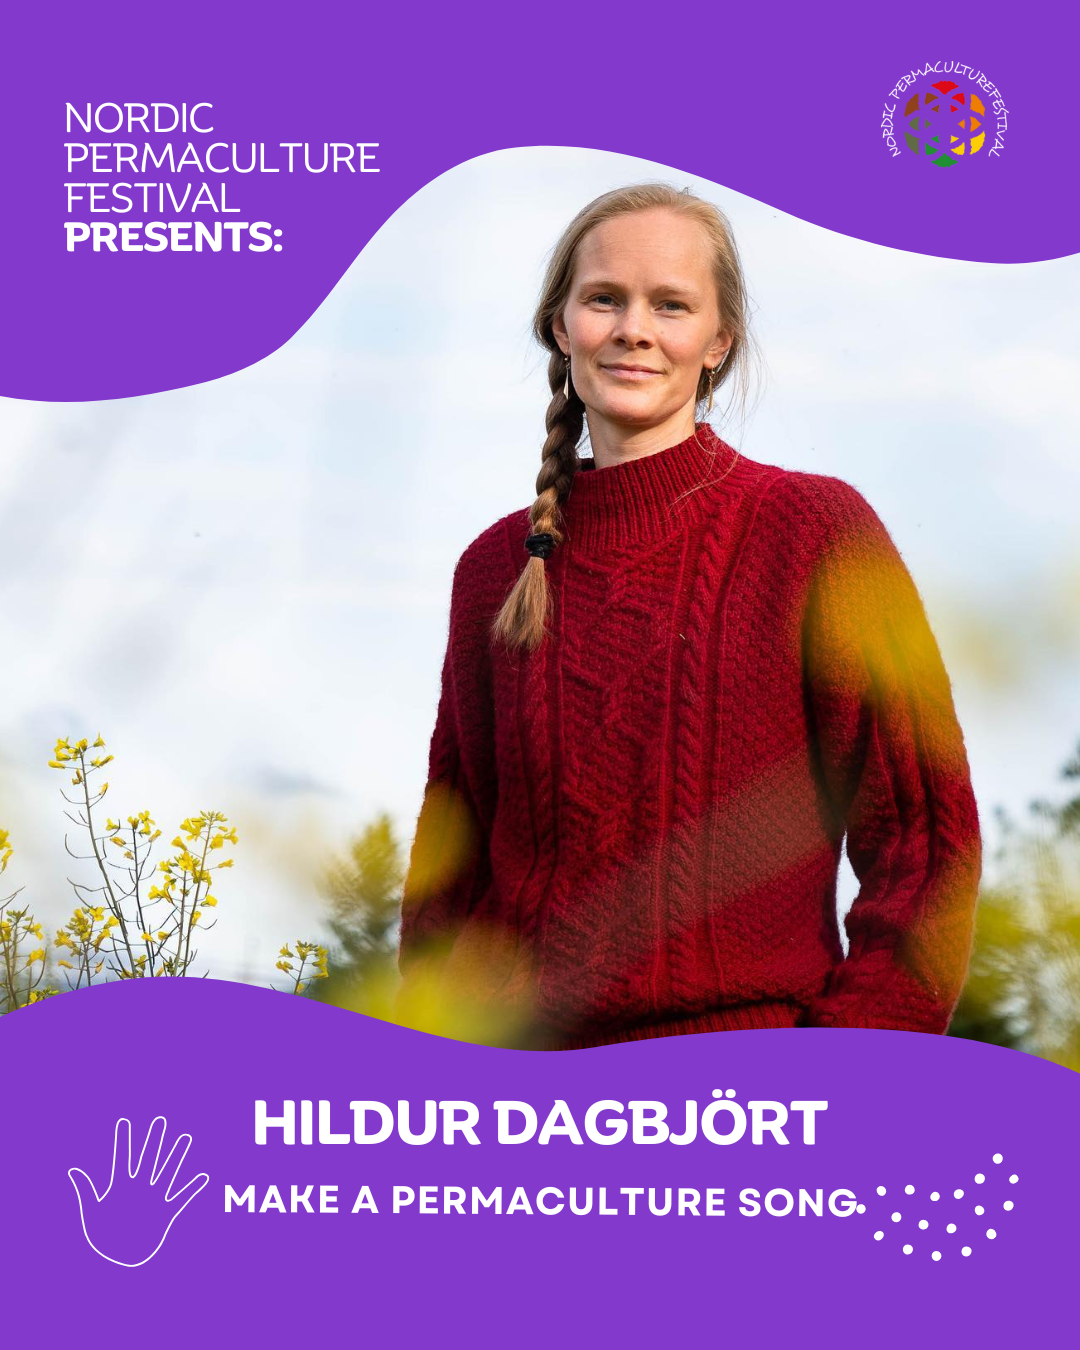 NORDIC
PERMACULTURE
FESTIVAL
PRESENTS:
NORDIC PERMACULTUREFESTIVAL
HILDUR DAGBJÖRT
MAKE A PERMACULTURE SONG